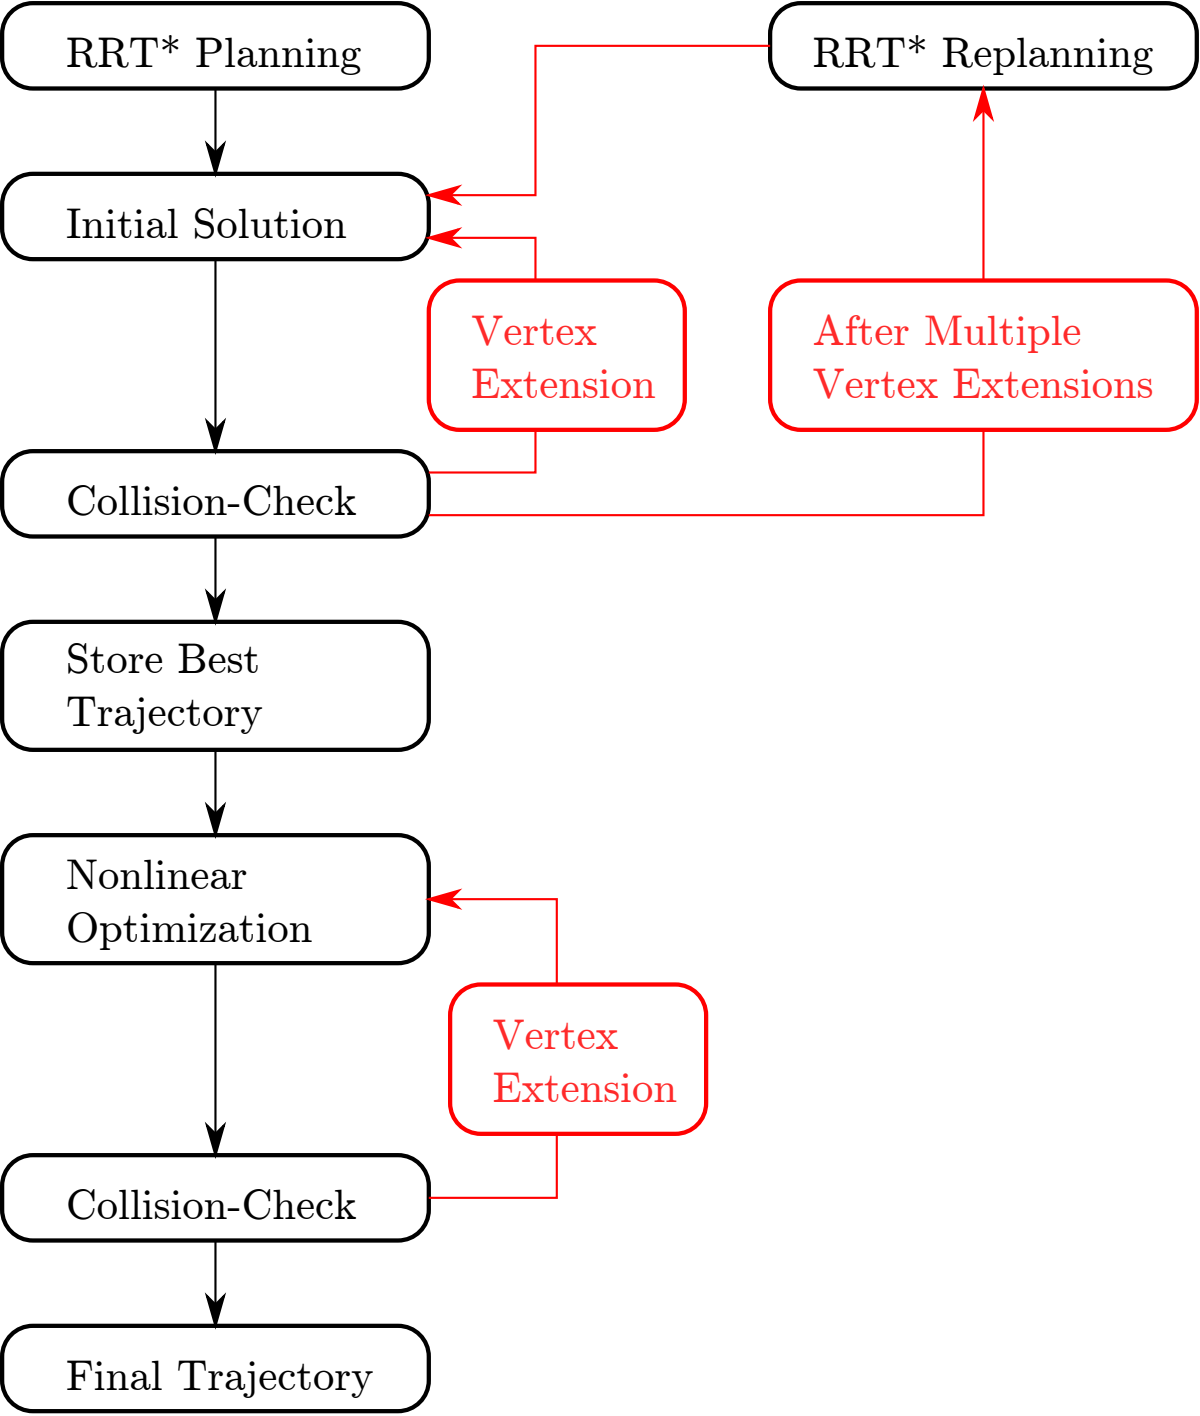 RRT* Planning
RRT* Replanning
Initial Solution
Vertex
Extension
After Multiple
Vertex Extensions
Collision-Check
Store Best
Trajectory
Nonlinear
Optimization
Vertex
Extension
Collision-Check
Final Trajectory